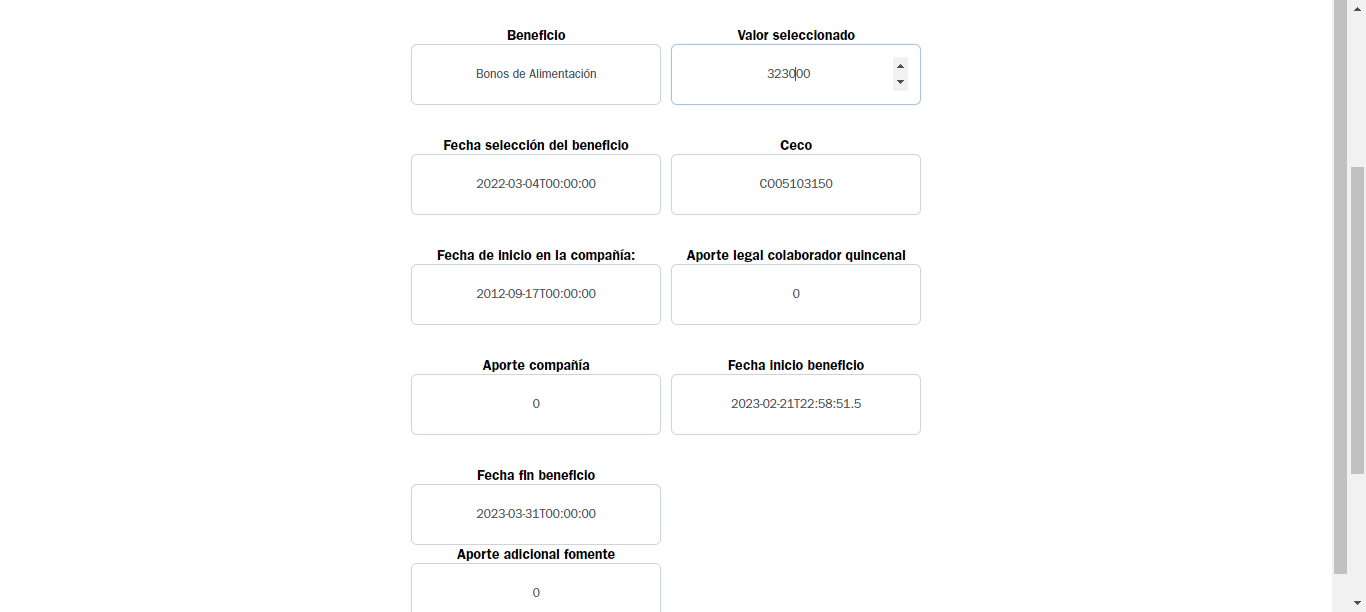 Beneficio
Valor seleccionado
Bonos de Alimentación
323000
Fecha selección del beneficio
Ceco
2022-03-04T00:00:00
CO05103150
Fecha de inicio en la compañía:
Aporte legal colaborador quincenal
2012-09-17T00:00:00
0
Aporte compañía
Fecha inicio beneficio
0
2023-02-21T22:58:51.5
Fecha fin beneficio
2023-03-31T00:00:00
Aporte adicional fomente
0